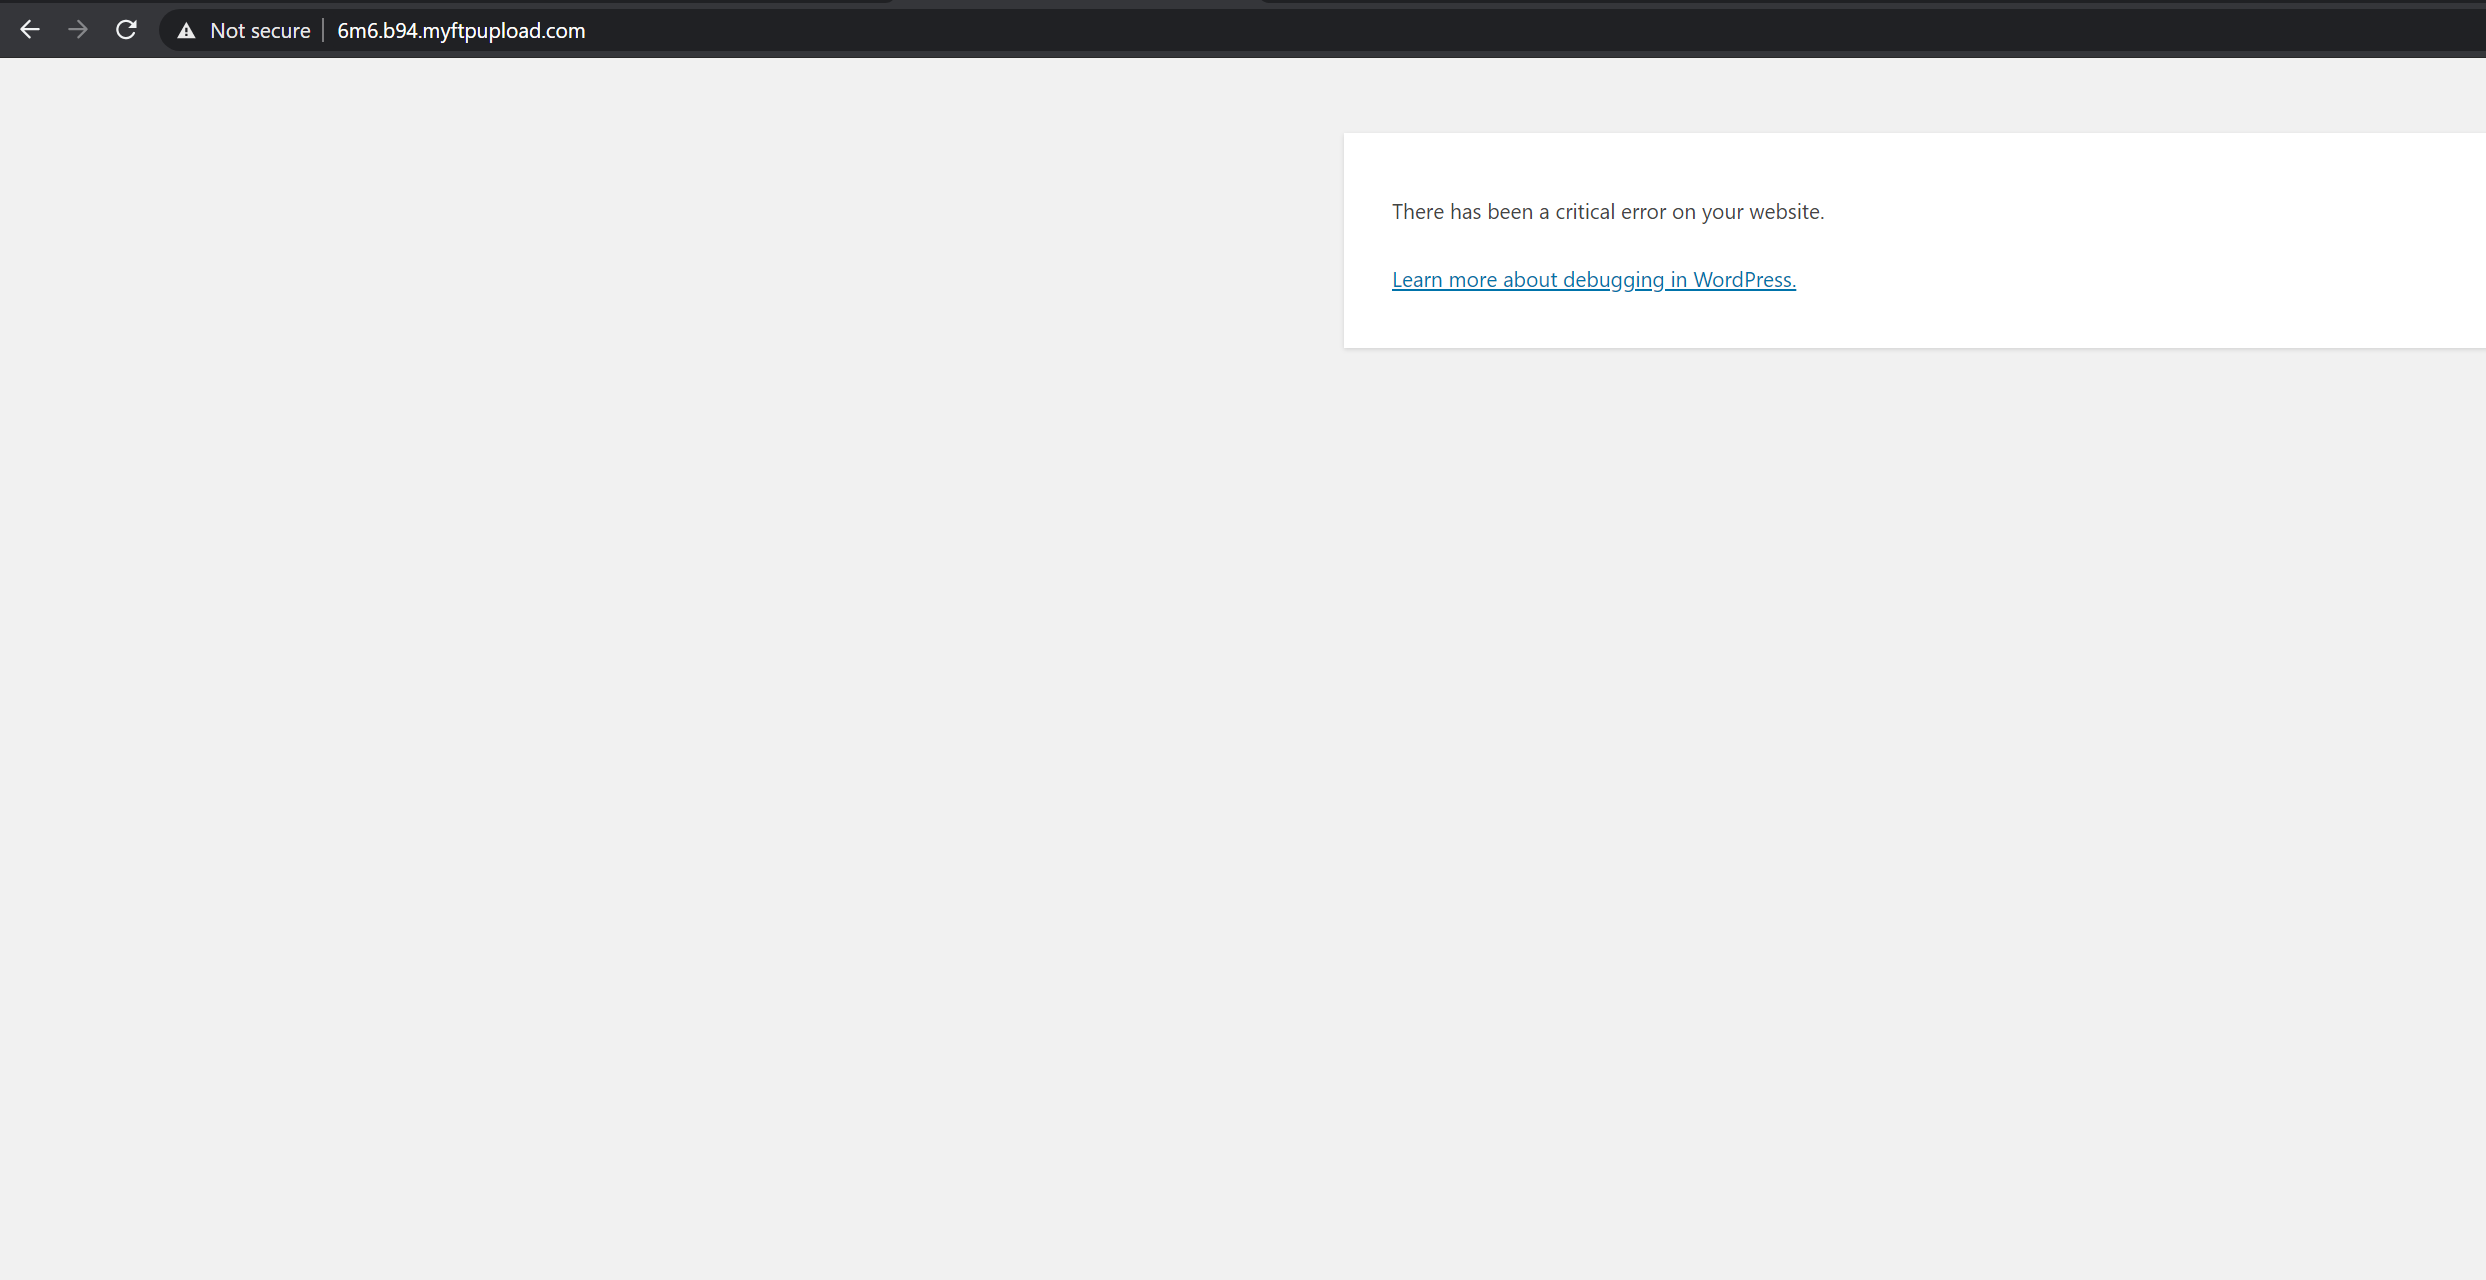 Not secure
6m6.b94.myftpupload.com
There has been a critical error on your website.
Learn more about debugging in WordPress.